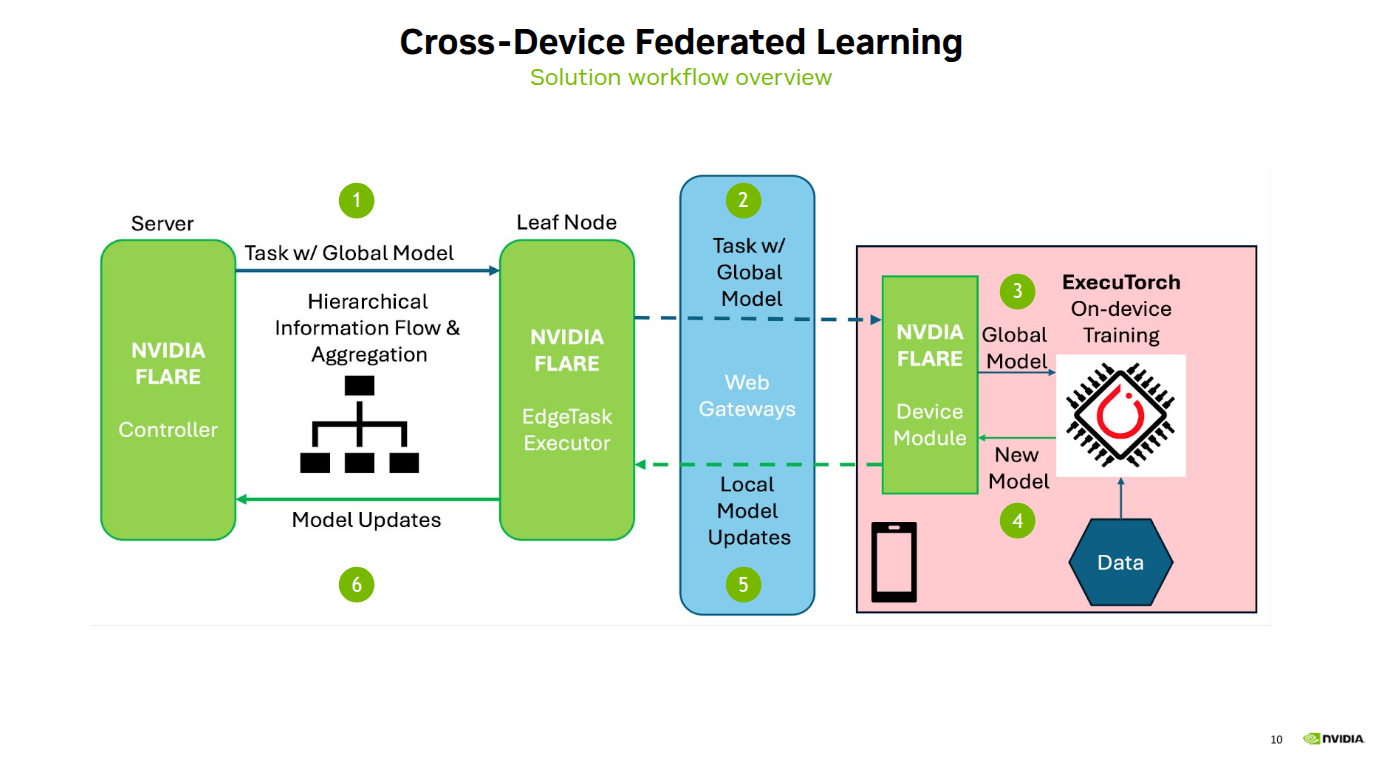 Cross-Device Federated Learning
Solution workflow overview
1
Server
Task w/ Global Model
Hierarchical
Information Flow &
Aggregation
NVIDIA
FLARE
Controller
Model Updates
6
Leaf Node
NVIDIA
FLARE
EdgeTask
Executor
2
Task w/
Global
Model
Web
Gateways
Local
Model
Updates
5
NVDIA
FLARE
Device
Module
3
Global
Model
ExecuTorch
On-device
Training
New
Model
4
Data
10
NVIDIA